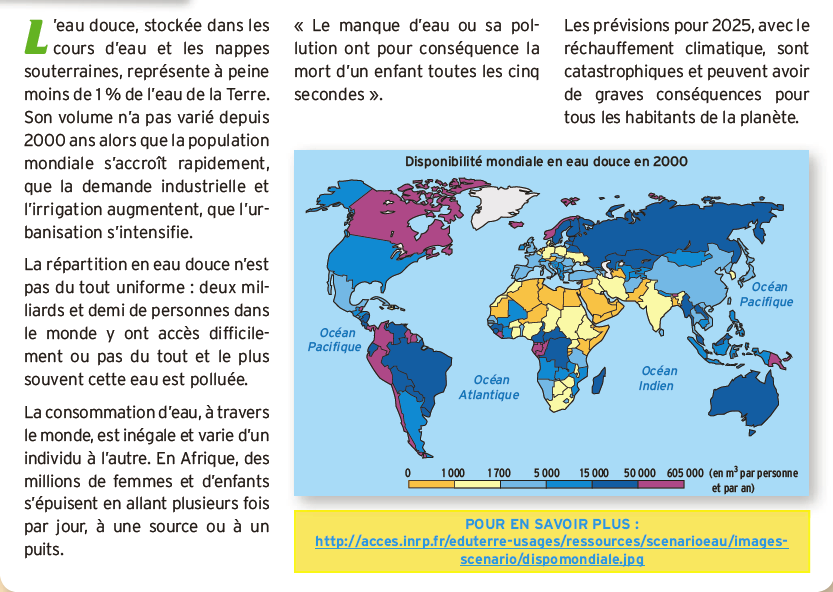 L'eau douce, stockée dans les
cours d'eau et les nappes
souterraines, représente à peine
moins de 1 % de l'eau de la Terre.
Son volume n'a pas varié depuis
2000 ans alors que la population
mondiale s'accroît rapidement,
que la demande industrielle et
l'irrigation augmentent, que l'ur-
banisation s'intensifie.
La répartition en eau douce n'est
pas du tout uniforme : deux mil-
liards et demi de personnes dans
le monde y ont accès difficile-
ment ou pas du tout et le plus
souvent cette eau est polluée.
La consommation d'eau, à travers
le monde, est inégale et varie d'un
individu à l'autre. En Afrique, des
millions de femmes et d'enfants
s'épuisent en allant plusieurs fois
par jour, à une source ou à un
puits.
« Le manque d'eau ou sa pol-
lution ont pour conséquence la
mort d'un enfant toutes les cinq
secondes ».
Les prévisions pour 2025, avec le
réchauffement climatique, sont
catastrophiques et peuvent avoir
de graves conséquences pour
tous les habitants de la planète.
Disponibilité mondiale en eau douce en 2000
Océan
Pacifique
Océan
Atlantique
Océan
Indien
Océan
Pacifique
0 1 000 1 700 5 000 15 000 50 000 605 000 (en m³ par personne
et par an)
POUR EN SAVOIR PLUS :
http://acces.inrp.fr/eduterre-usages/ressources/scenarioeau/images-
scenario/dispomondiale.jpg